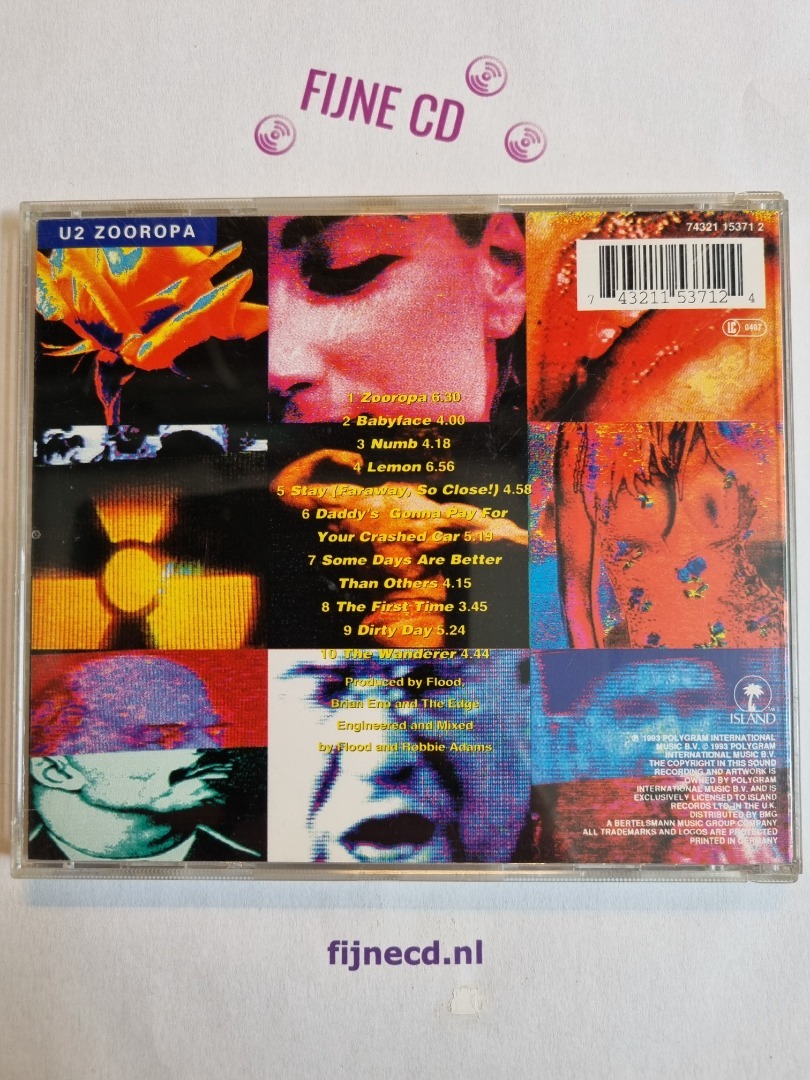 FIJNE CD
U2 ZOOROPA
74321 15371 2
7 43211 53712 4
LC 0407
1 Zooropa 6.30
2 Babyface 4.00
3 Numb 4.18
4 Lemon 6.56
5 Stay (Faraway, So Close!) 4.58
6 Daddy's Gonna Pay For
Your Crashed Car 5.19
7 Some Days Are Better
Than Others 4.15
8 The First Time 3.45
9 Dirty Day 5.24
10 The Wanderer 4.44
Produced by Flood,
Brian Eno and The Edge
Engineered and Mixed
by Flood and Robbie Adams
ISLAND
℗ 1993 POLYGRAM INTERNATIONAL
MUSIC B.V. © 1993 POLYGRAM
INTERNATIONAL MUSIC B.V.
THE COPYRIGHT IN THIS SOUND
RECORDING AND ARTWORK IS
OWNED BY POLYGRAM
INTERNATIONAL MUSIC B.V. AND IS
EXCLUSIVELY LICENSED TO ISLAND
RECORDS LTD. IN THE U.K.
DISTRIBUTED BY BMG
A BERTELSMANN MUSIC GROUP COMPANY
ALL TRADEMARKS AND LOGOS ARE PROTECTED
PRINTED IN GERMANY
fijnecd.nl